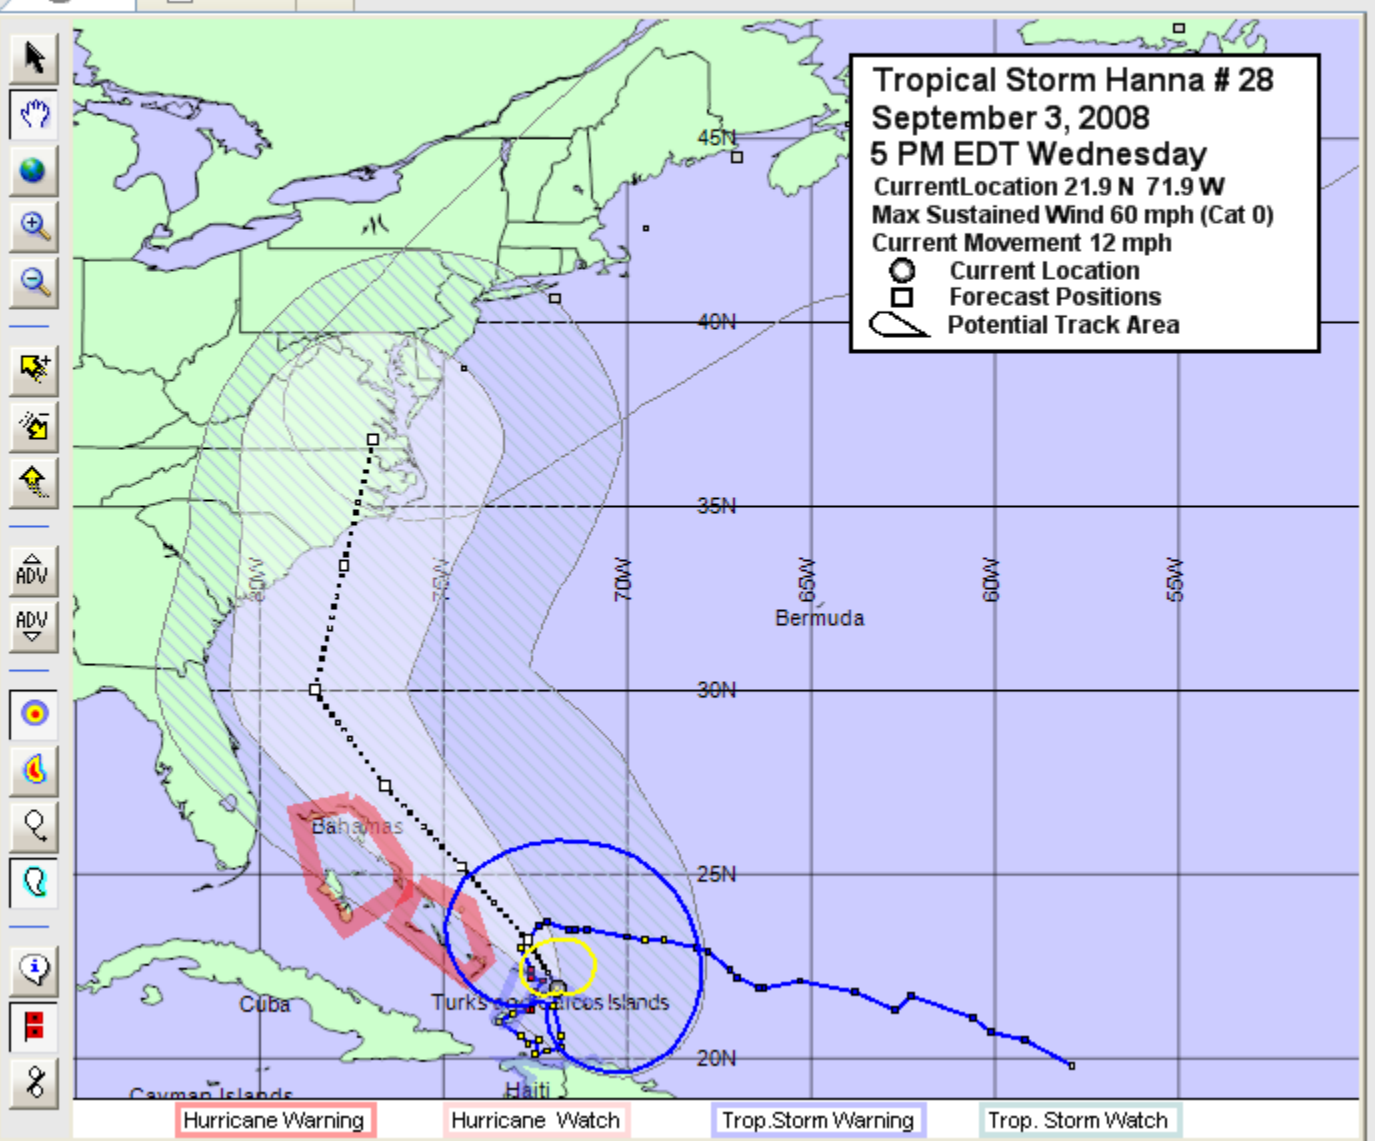 Tropical Storm Hanna # 28
September 3, 2008
5 PM EDT Wednesday
CurrentLocation 21.9 N 71.9 W
Max Sustained Wind 60 mph (Cat 0)
Current Movement 12 mph
Current Location
Forecast Positions
Potential Track Area
45N
40N
35N
80W
75W
70W
65W
60W
55W
Bermuda
30N
ADV
ADV
Bahamas
25N
Cuba
Turks and Caicos Islands
20N
Haiti
Cayman Islands
Hurricane Warning
Hurricane Watch
Trop.Storm Warning
Trop. Storm Watch